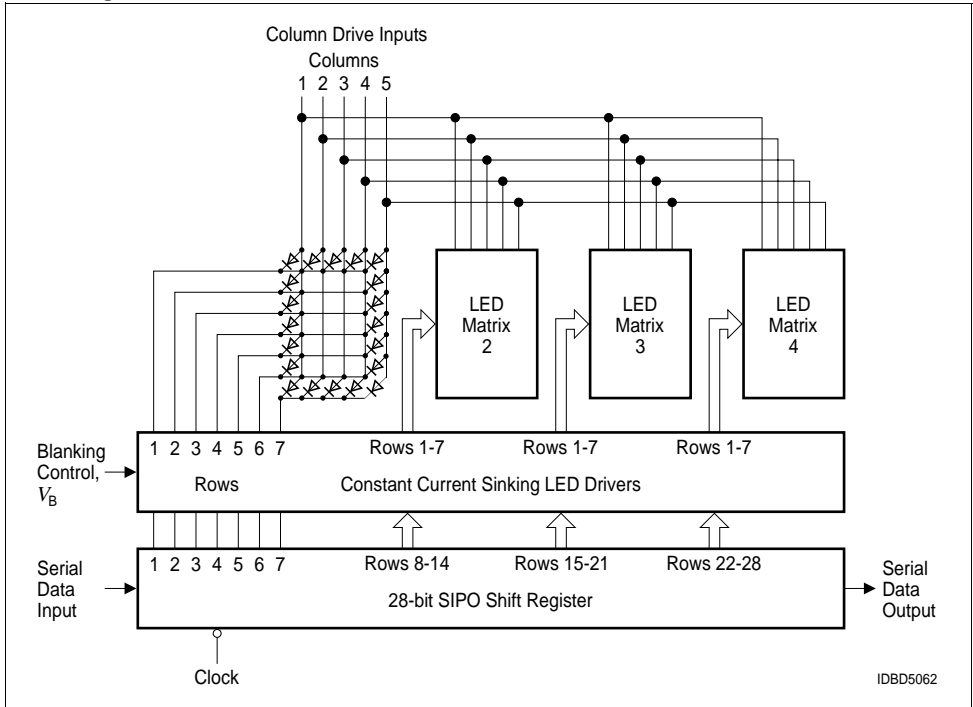 Column Drive Inputs
Columns
1 2 3 4 5
LED
Matrix
2
LED
Matrix
3
LED
Matrix
4
Blanking
Control,
VB
1 2 3 4 5 6 7
Rows 1-7
Rows 1-7
Rows 1-7
Rows
Constant Current Sinking LED Drivers
Serial
Data
Input
1 2 3 4 5 6 7
Rows 8-14
Rows 15-21
Rows 22-28
28-bit SIPO Shift Register
Serial
Data
Output
Clock
IDBD5062